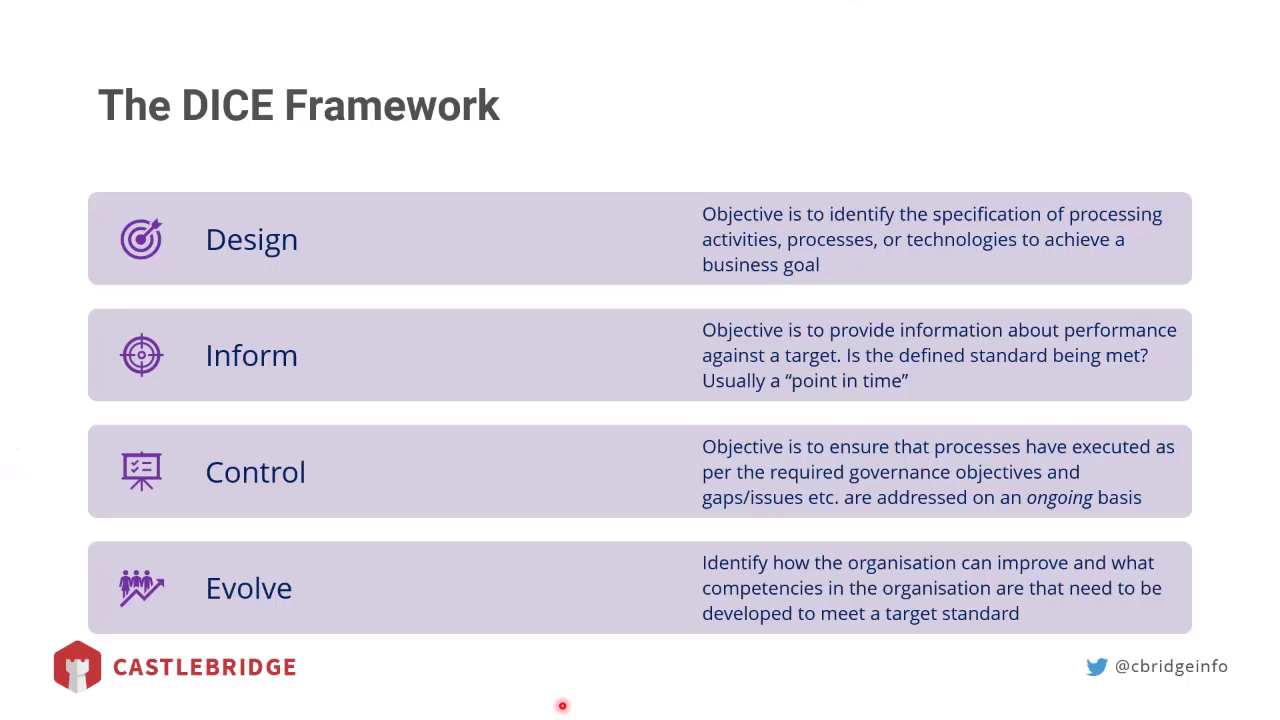 The DICE Framework
Design
Objective is to identify the specification of processing
activities, processes, or technologies to achieve a
business goal
Inform
Objective is to provide information about performance
against a target. Is the defined standard being met?
Usually a “point in time”
Control
Objective is to ensure that processes have executed as
per the required governance objectives and
gaps/issues etc. are addressed on an ongoing basis
Evolve
Identify how the organisation can improve and what
competencies in the organisation are that need to be
developed to meet a target standard
CASTLEBRIDGE
@cbridgeinfo